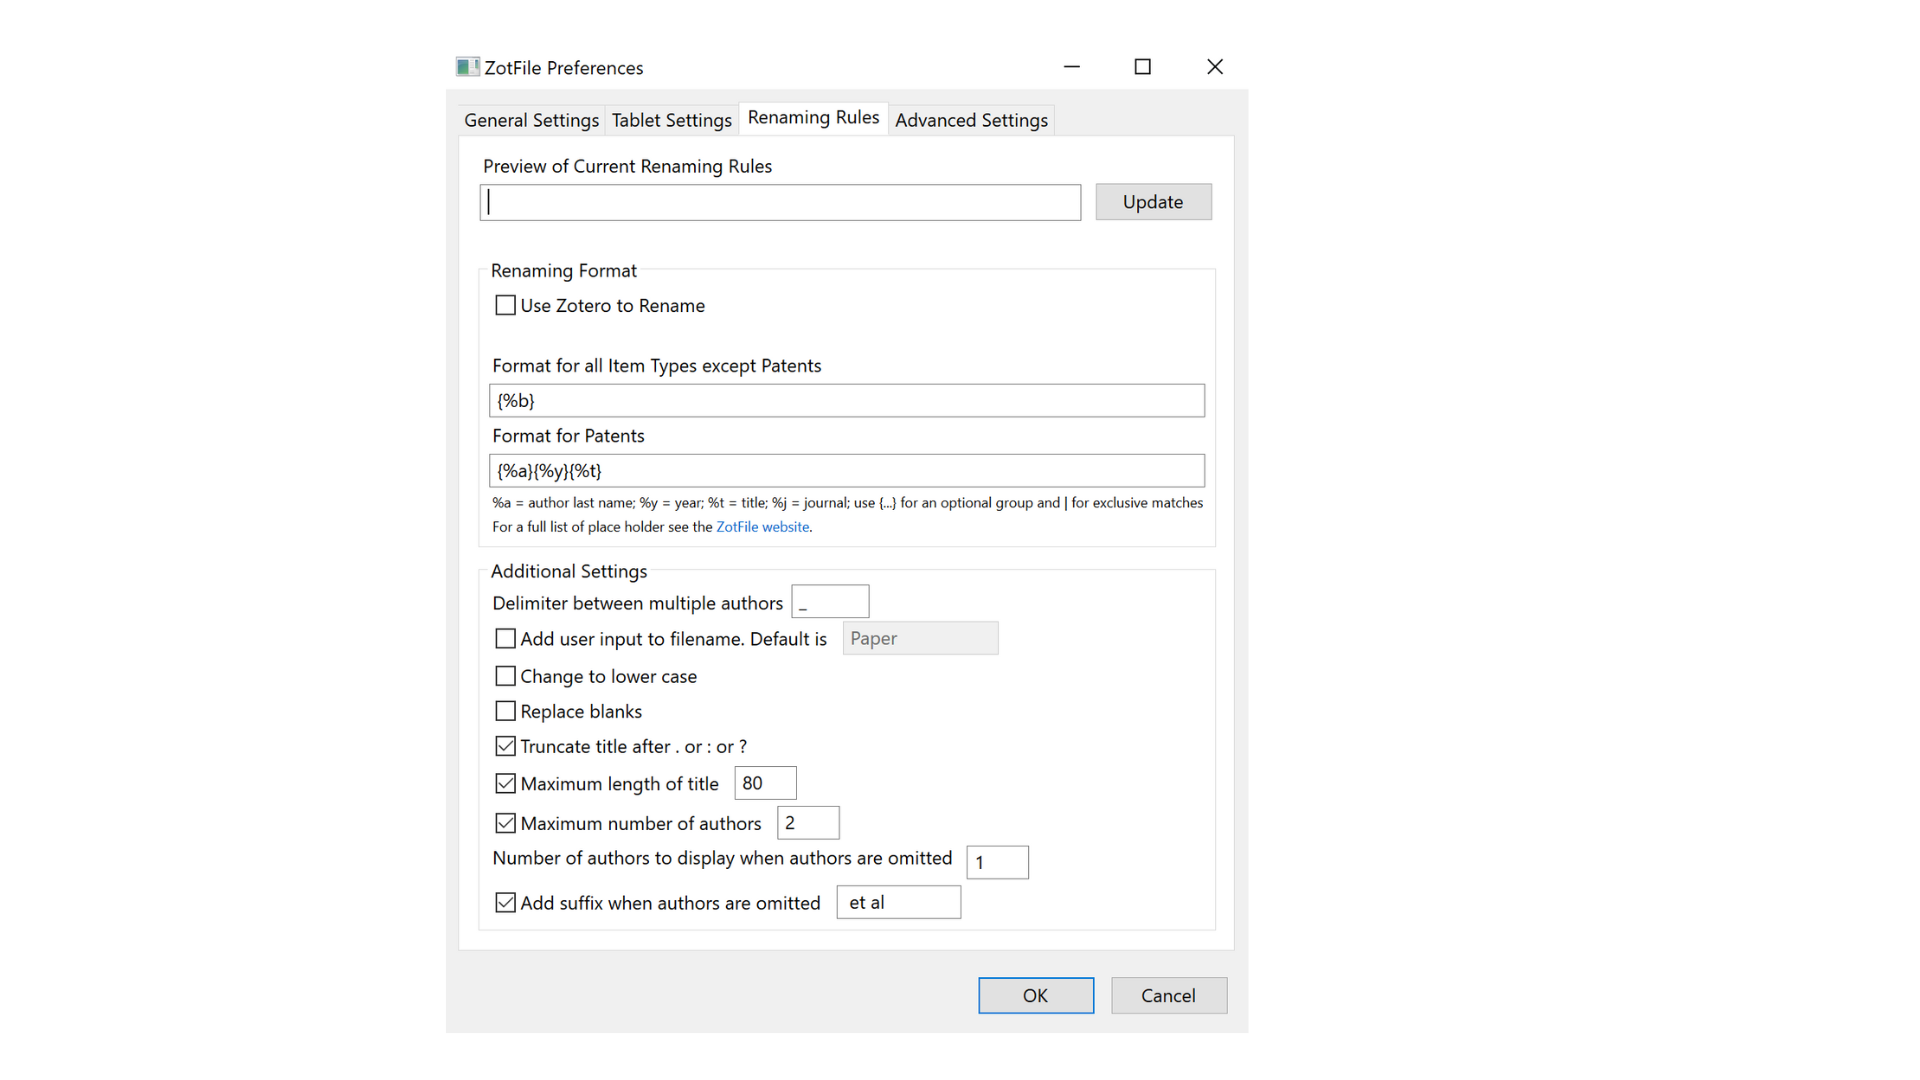 ZotFile Preferences
General Settings Tablet Settings Renaming Rules Advanced Settings
Preview of Current Renaming Rules
Update
Renaming Format
Use Zotero to Rename
Format for all Item Types except Patents
{%b}
Format for Patents
{%a}{%y}{%t}
%a = author last name; %y = year; %t = title; %j = journal; use {...} for an optional group and | for exclusive matches
For a full list of place holder see the ZotFile website.
Additional Settings
Delimiter between multiple authors _
Add user input to filename. Default is Paper
Change to lower case
Replace blanks
Truncate title after . or : or ?
Maximum length of title 80
Maximum number of authors 2
Number of authors to display when authors are omitted 1
Add suffix when authors are omitted et al
OK Cancel